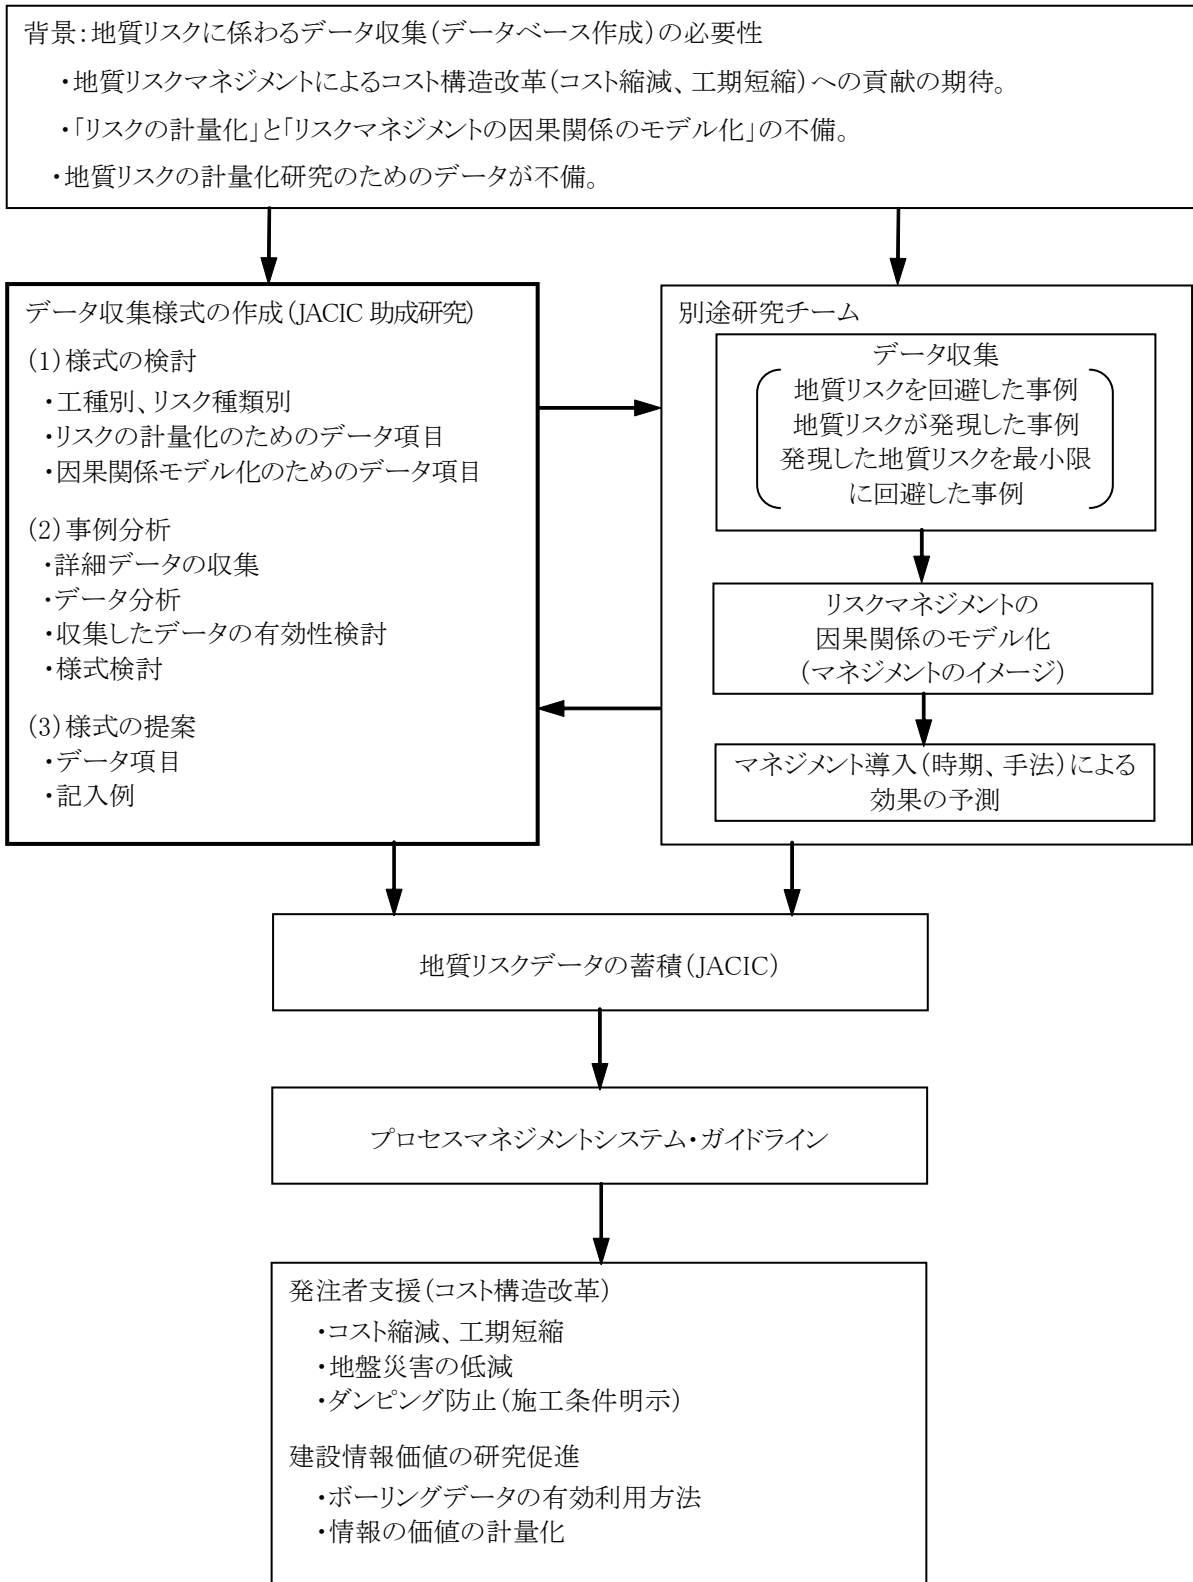 背景：地質リスクに係わるデータ収集（データベース作成）の必要性
・地質リスクマネジメントによるコスト構造改革（コスト縮減、工期短縮）への貢献の期待。
・「リスクの計量化」と「リスクマネジメントの因果関係のモデル化」の不備。
・地質リスクの計量化研究のためのデータが不備。
データ収集様式の作成（JACIC 助成研究）
(1)様式の検討
・工種別、リスク種類別
・リスクの計量化のためのデータ項目
・因果関係モデル化のためのデータ項目
(2)事例分析
・詳細データの収集
・データ分析
・収集したデータの有効性検討
・様式検討
(3)様式の提案
・データ項目
・記入例
別途研究チーム
データ収集
地質リスクを回避した事例
地質リスクが発現した事例
発現した地質リスクを最小限
に回避した事例
リスクマネジメントの
因果関係のモデル化
（マネジメントのイメージ）
マネジメント導入（時期、手法）による
効果の予測
地質リスクデータの蓄積（JACIC）
プロセスマネジメントシステム・ガイドライン
発注者支援（コスト構造改革）
・コスト縮減、工期短縮
・地盤災害の低減
・ダンピング防止（施工条件明示）
建設情報価値の研究促進
・ボーリングデータの有効利用方法
・情報の価値の計量化